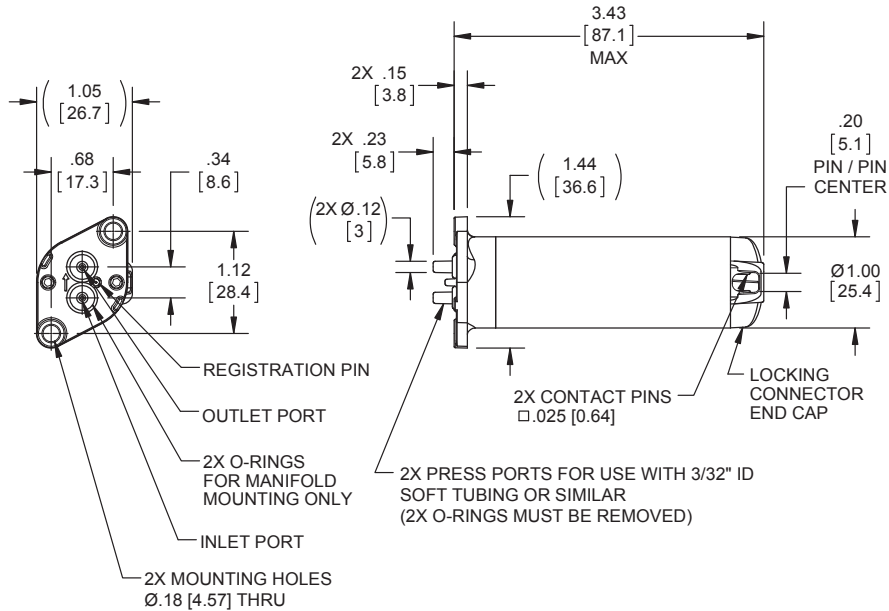 3.43
[87.1]
MAX
2X .15
[3.8]
1.05
[26.7]
.20
[5.1]
PIN / PIN
CENTER
2X .23
[5.8]
.68
[17.3]
.34
[8.6]
(1.44
[36.6])
(2X Ø.12
[3])
1.12
[28.4]
Ø1.00
[25.4]
REGISTRATION PIN
OUTLET PORT
2X O-RINGS
FOR MANIFOLD
MOUNTING ONLY
INLET PORT
2X MOUNTING HOLES
Ø.18 [4.57] THRU
2X CONTACT PINS
□.025 [0.64]
LOCKING
CONNECTOR
END CAP
2X PRESS PORTS FOR USE WITH 3/32" ID
SOFT TUBING OR SIMILAR
(2X O-RINGS MUST BE REMOVED)